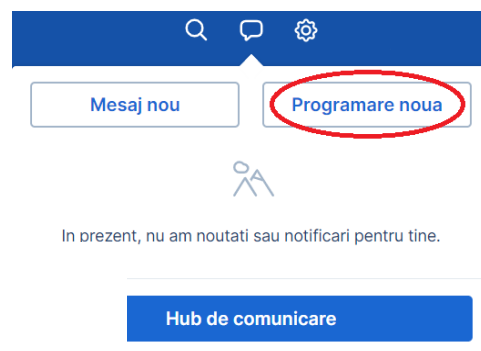 Mesaj nou
Programare noua
In prezent, nu am noutati sau notificari pentru tine.
Hub de comunicare